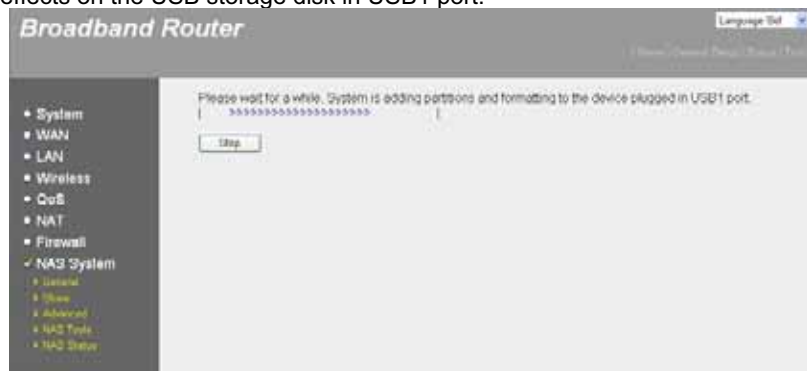 effects on the USB storage disk in USB1 port.
Broadband Router
Please wait for a while. System is adding partitions and formatting to the device plugged in USB1 port.
[ >>>>>>>>>>>>>>>>>>>> ]
Stop
System
WAN
LAN
Wireless
QoS
NAT
Firewall
NAS System
General
Share
Advanced
NAS Tools
NAS Status